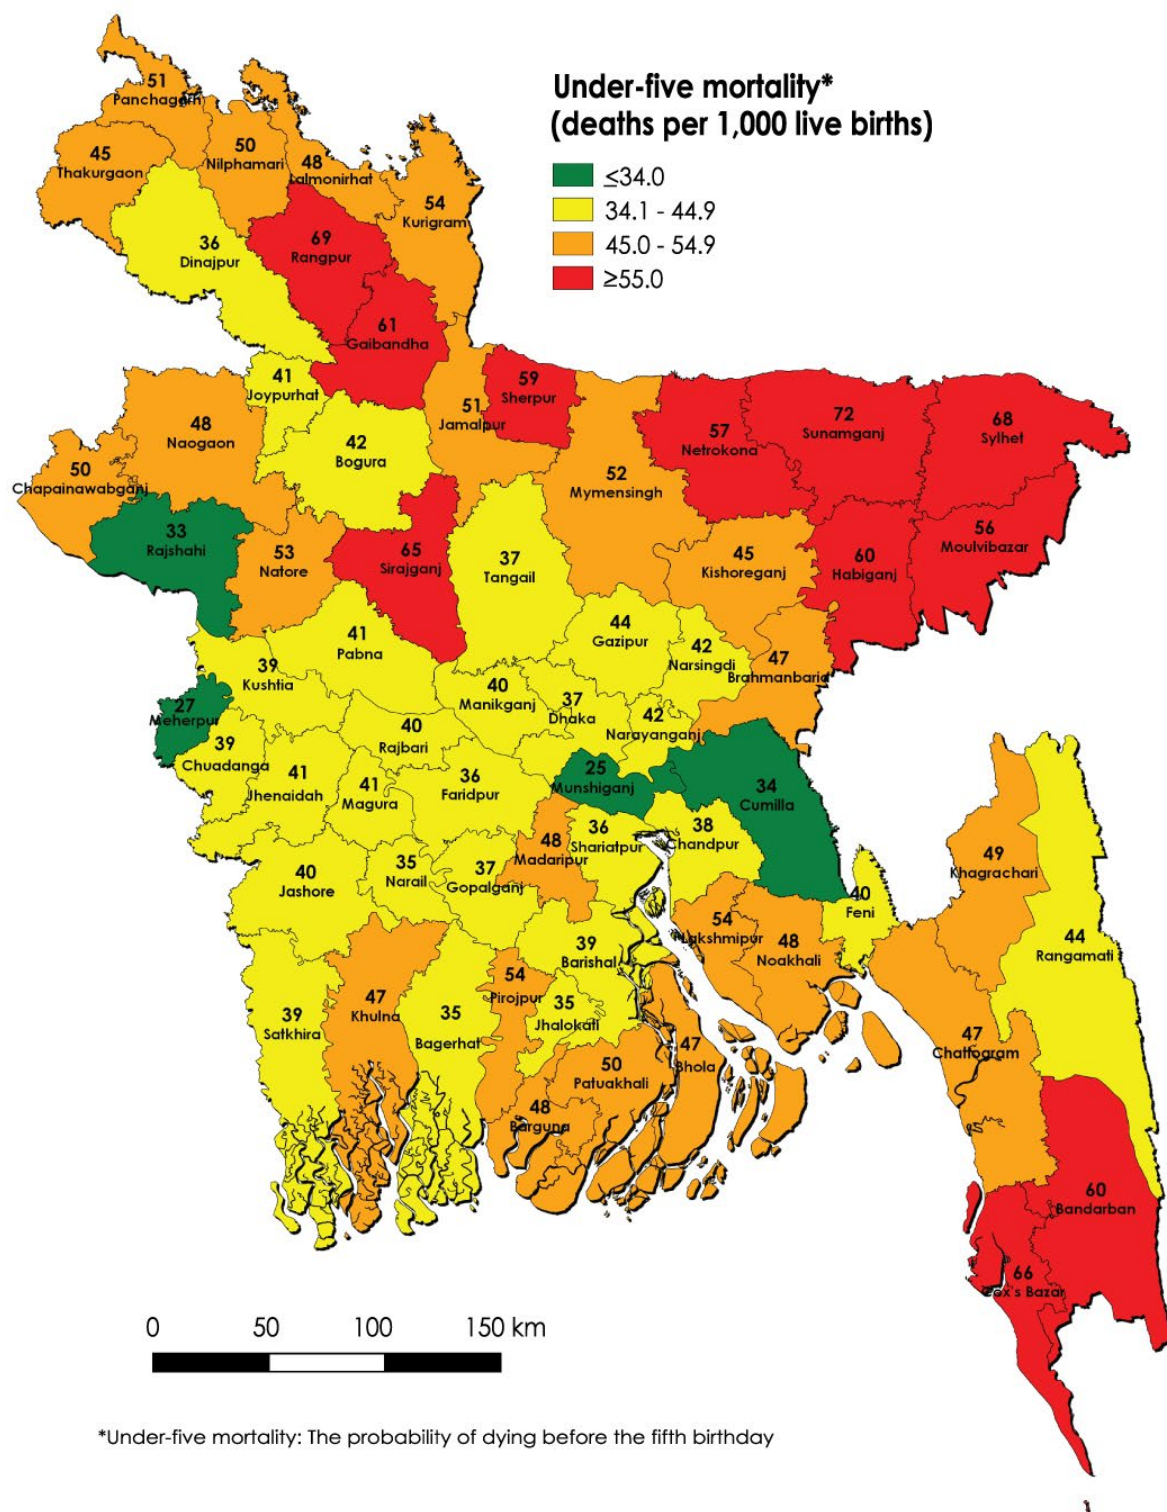 Under-five mortality*
(deaths per 1,000 live births)
≤34.0
34.1 - 44.9
45.0 - 54.9
≥55.0
51
Panchagarh
45
Thakurgaon
50
Nilphamari
48
Lalmonirhat
54
Kurigram
36
Dinajpur
69
Rangpur
61
Gaibandha
41
Joypurhat
59
Sherpur
51
Jamalpur
48
Naogaon
42
Bogura
52
Mymensingh
57
Netrokona
72
Sunamganj
68
Sylhet
50
Chapainawabganj
33
Rajshahi
53
Natore
65
Sirajganj
37
Tangail
45
Kishoreganj
60
Habiganj
56
Moulvibazar
41
Pabna
44
Gazipur
42
Narsingdi
47
Brahmanbaria
39
Kushtia
27
Meherpur
40
Manikganj
37
Dhaka
42
Narayanganj
39
Chuadanga
40
Rajbari
41
Jhenaidah
41
Magura
36
Faridpur
25
Munshiganj
34
Cumilla
48
Madaripur
36
Shariatpur
38
Chandpur
40
Jashore
35
Narail
37
Gopalganj
49
Khagrachari
40
Feni
54
Lakshmipur
48
Noakhali
44
Rangamati
39
Barishal
54
Pirojpur
35
Jhalokati
39
Satkhira
47
Khulna
35
Bagerhat
50
Patuakhali
47
Bhola
48
Barguna
47
Chattogram
60
Bandarban
66
Cox's Bazar
0 50 100 150 km
*Under-five mortality: The probability of dying before the fifth birthday